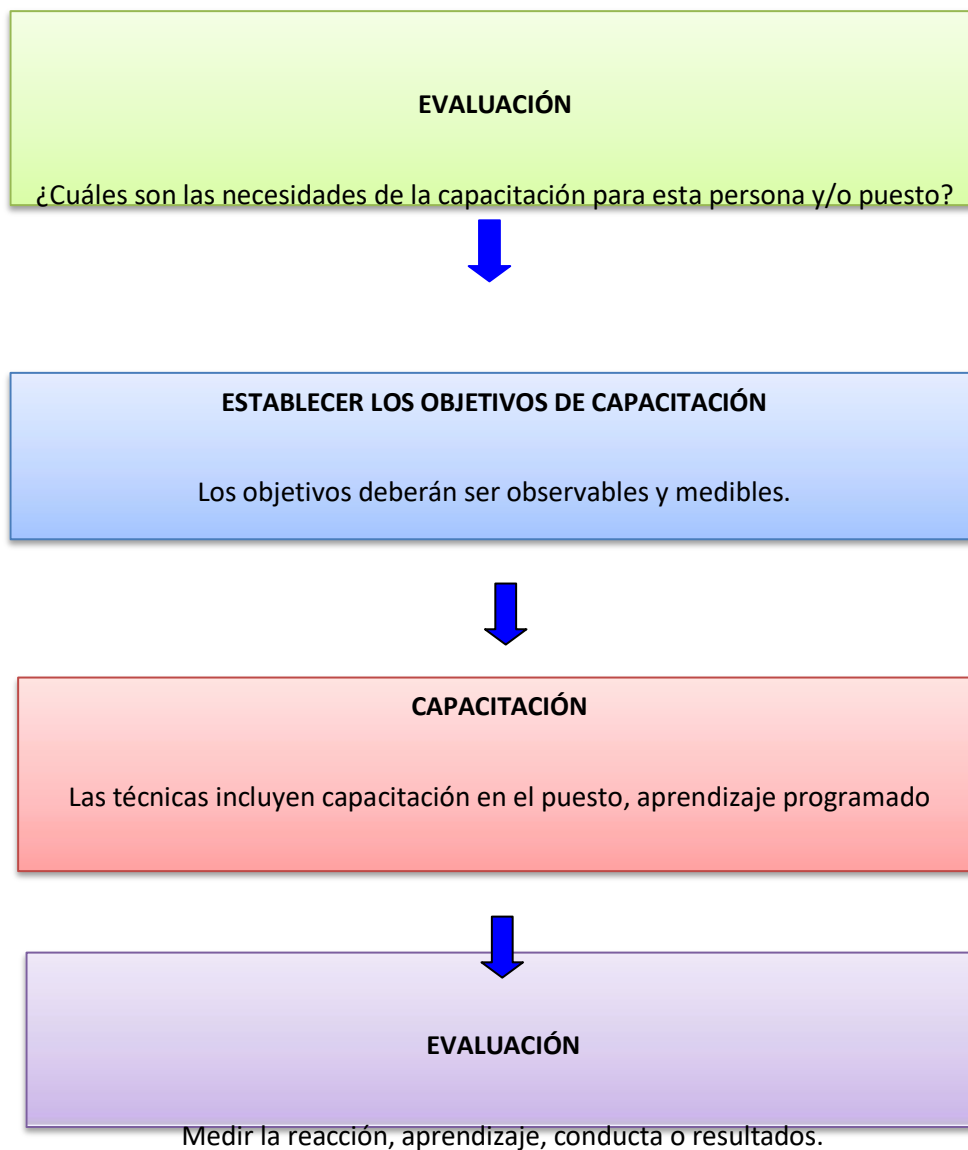 EVALUACIÓN
¿Cuáles son las necesidades de la capacitación para esta persona y/o puesto?
ESTABLECER LOS OBJETIVOS DE CAPACITACIÓN
Los objetivos deberán ser observables y medibles.
CAPACITACIÓN
Las técnicas incluyen capacitación en el puesto, aprendizaje programado
EVALUACIÓN
Medir la reacción, aprendizaje, conducta o resultados.